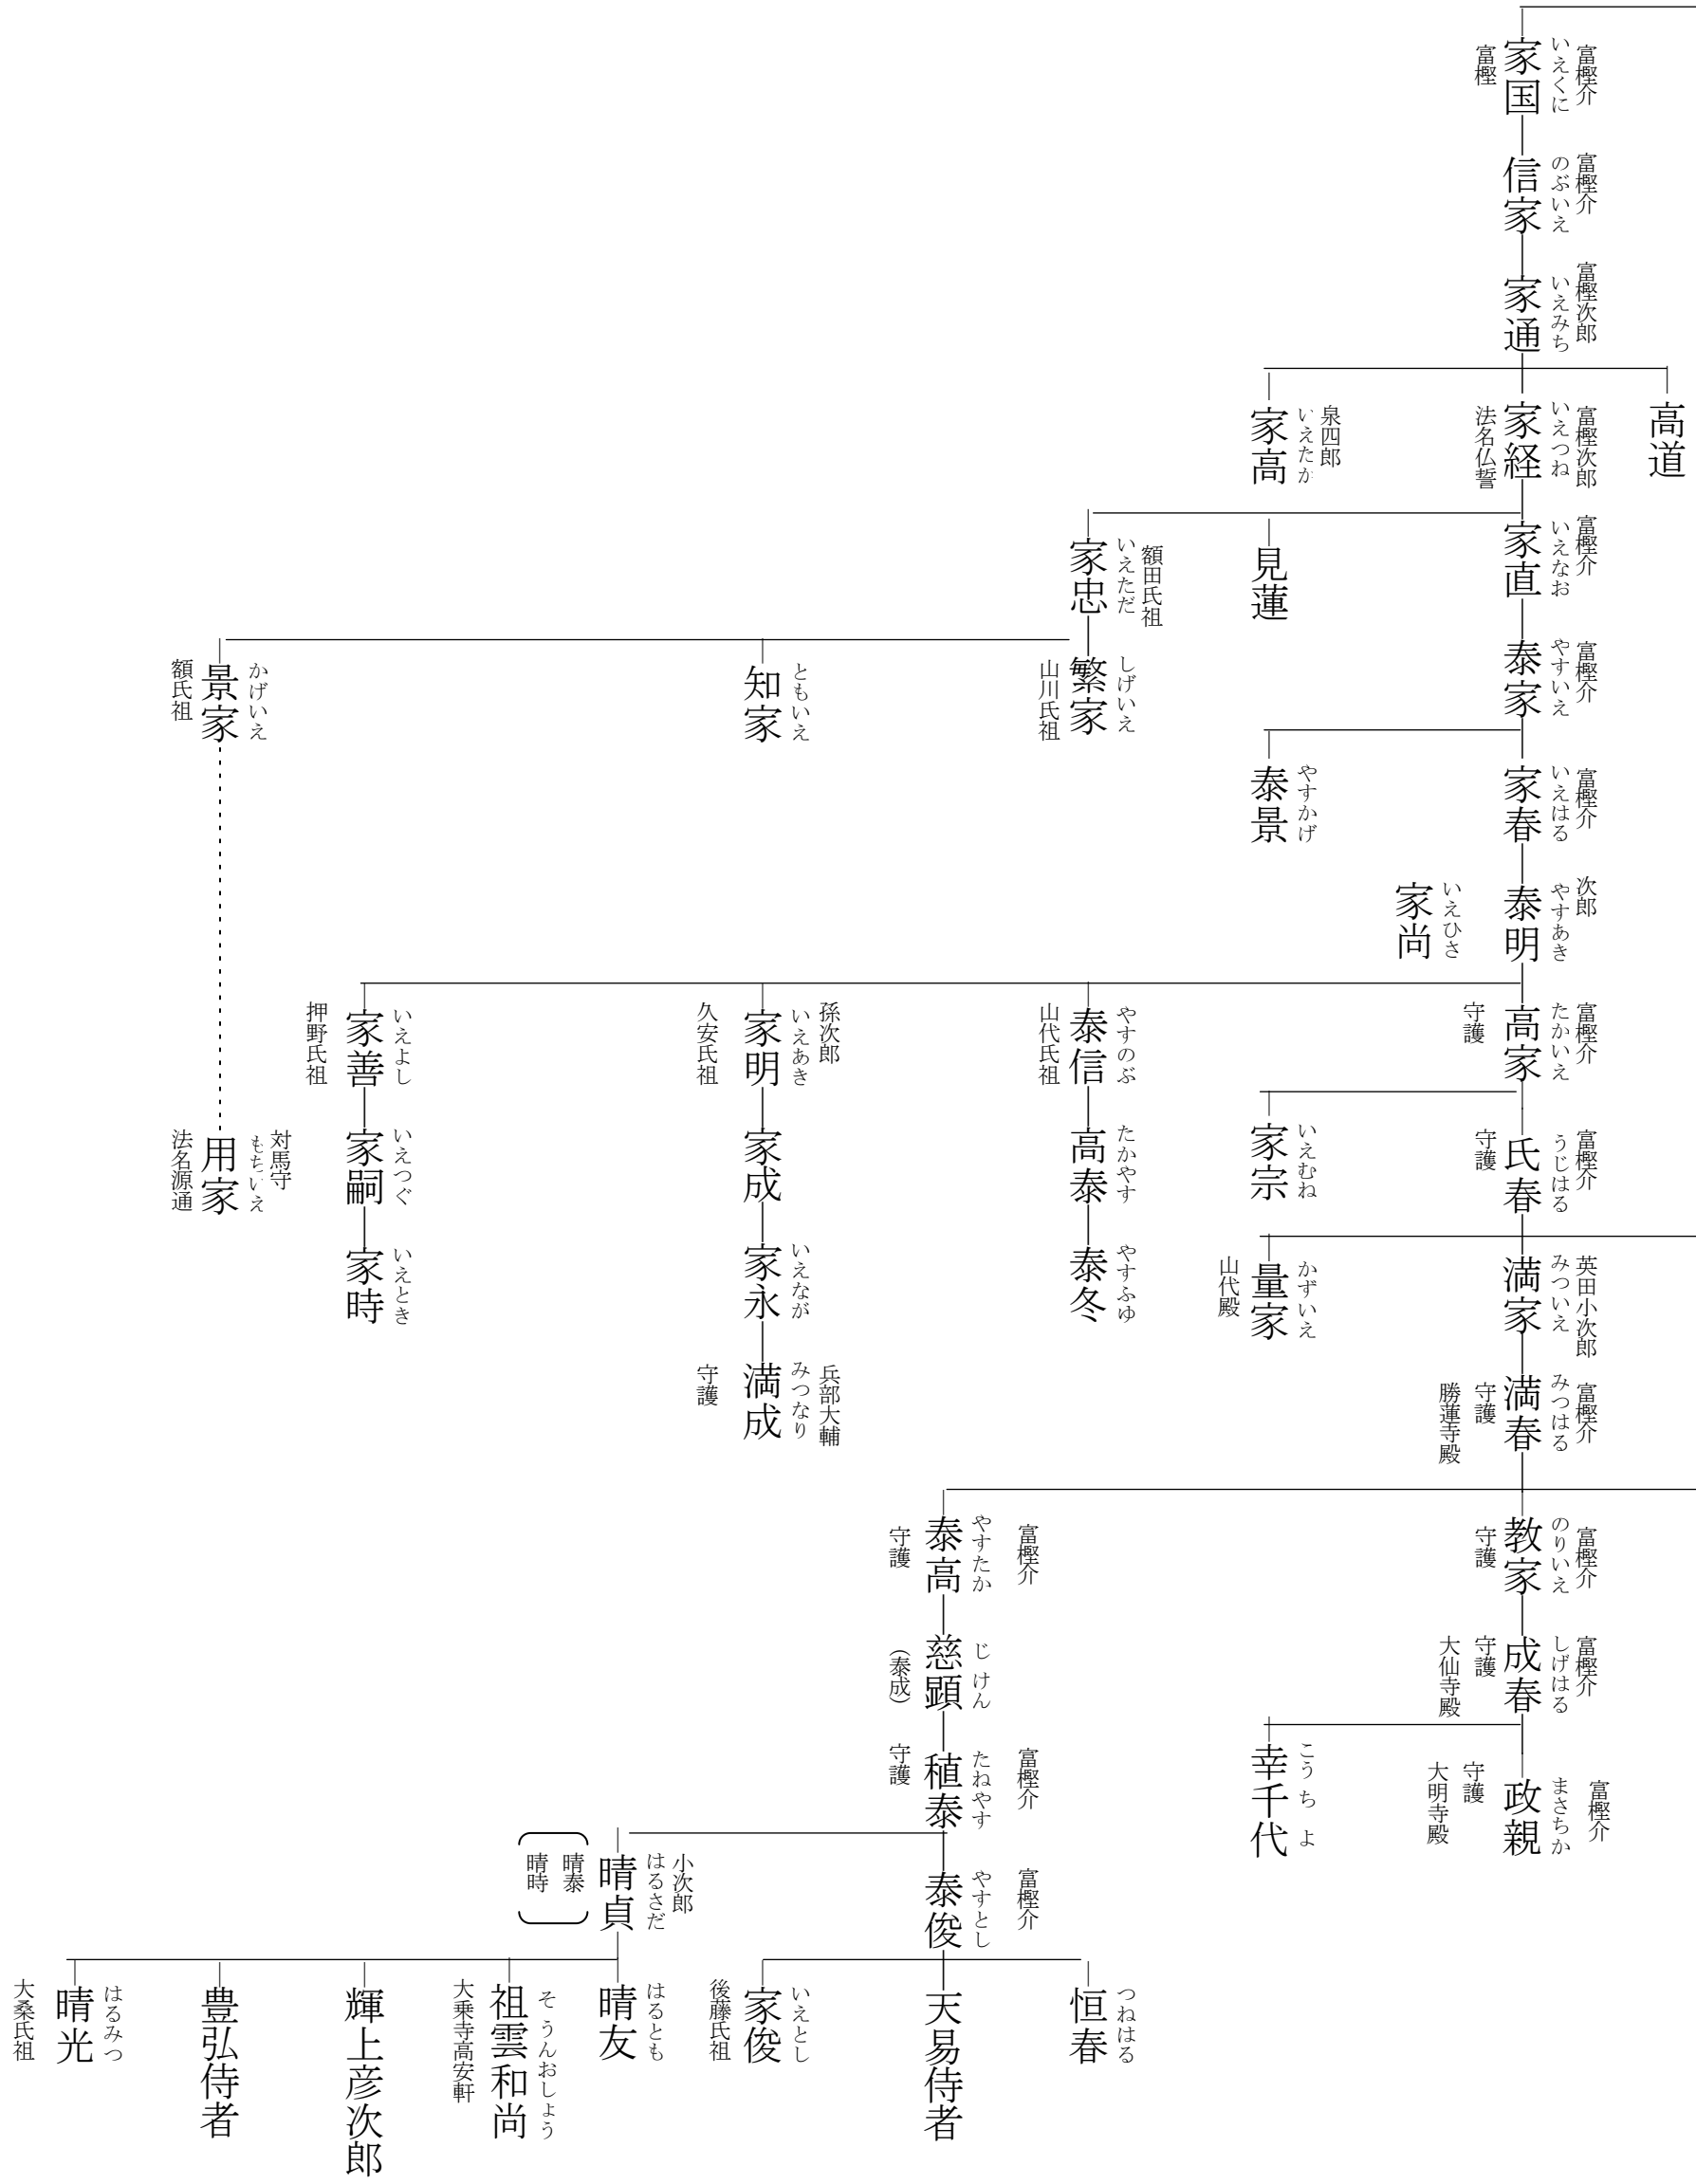 富樫介
いえくに
家国
富樫
富樫介
のぶいえ
信家
富樫次郎
いえみち
家通
高道
富樫次郎
いえつね
家経
法名仏誓
泉四郎
いえたか
家高
富樫介
いえなお
家直
見蓮
額田氏祖
いえただ
家忠
富樫介
やすいえ
泰家
しげいえ
繁家
山川氏祖
ともいえ
知家
かげいえ
景家
額氏祖
富樫介
いえはる
家春
やすかげ
泰景
次郎
やすあき
泰明
いえひさ
家尚
富樫介
たかいえ
高家
守護
やすのぶ
泰信
山代氏祖
孫次郎
いえあき
家明
久安氏祖
いえよし
家善
押野氏祖
富樫介
うじはる
氏春
守護
いえむね
家宗
たかやす
高泰
家成
いえつぐ
家嗣
対馬守
もちいえ
用家
法名源通
英田小次郎
みついえ
満家
かずいえ
量家
山代殿
やすふゆ
泰冬
いえなが
家永
いえとき
家時
富樫介
みつはる
満春
守護
勝蓮寺殿
兵部大輔
みつなり
満成
守護
富樫介
のりいえ
教家
守護
富樫介
やすたか
泰高
守護
富樫介
しげはる
成春
守護
大仙寺殿
じけん
慈顕
（泰成）
富樫介
まさちか
政親
守護
大明寺殿
こうちよ
幸千代
富樫介
たねやす
稙泰
守護
富樫介
やすとし
泰俊
小次郎
はるさだ
晴貞
晴泰
晴時
つねはる
恒春
天易侍者
いえとし
家俊
後藤氏祖
はるとも
晴友
そうんおしょう
祖雲和尚
大乗寺高安軒
輝上彦次郎
豊弘侍者
はるみつ
晴光
大桑氏祖